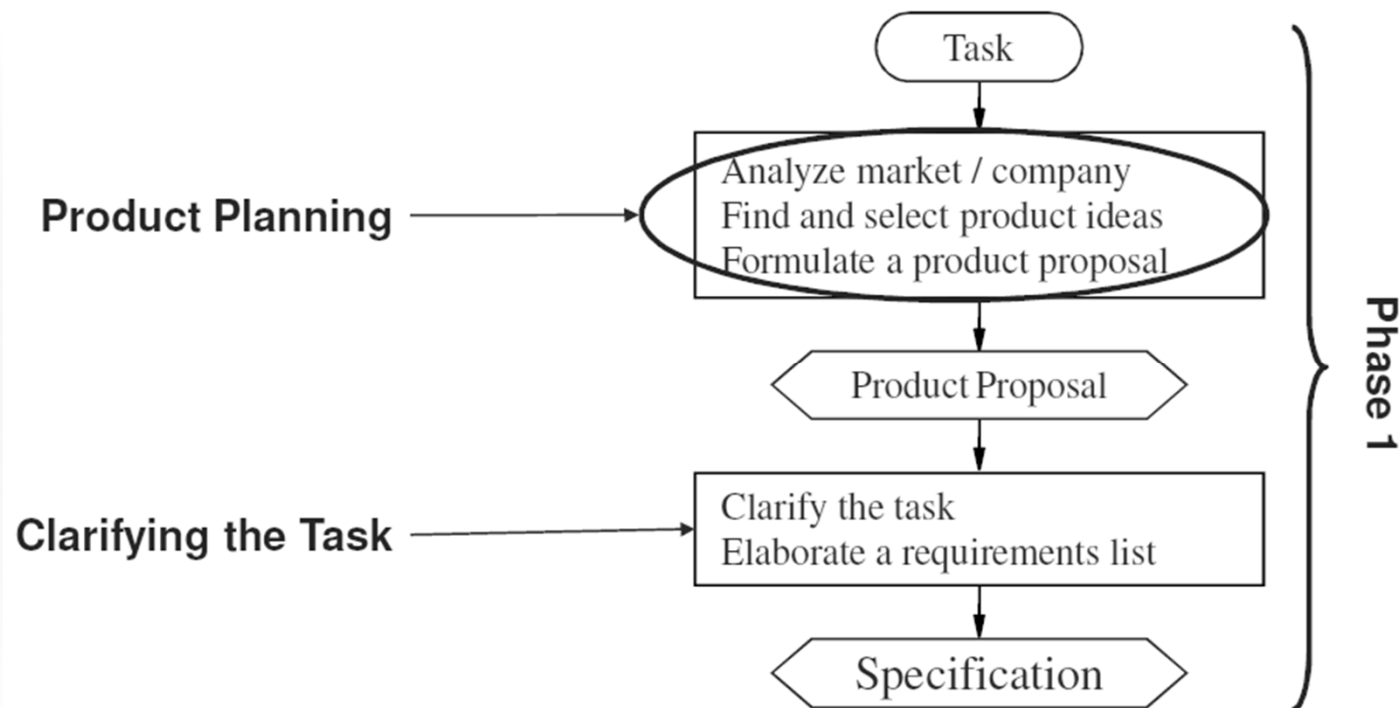 Task
Product Planning
Analyze market / company
Find and select product ideas
Formulate a product proposal
Product Proposal
Phase 1
Clarifying the Task
Clarify the task
Elaborate a requirements list
Specification